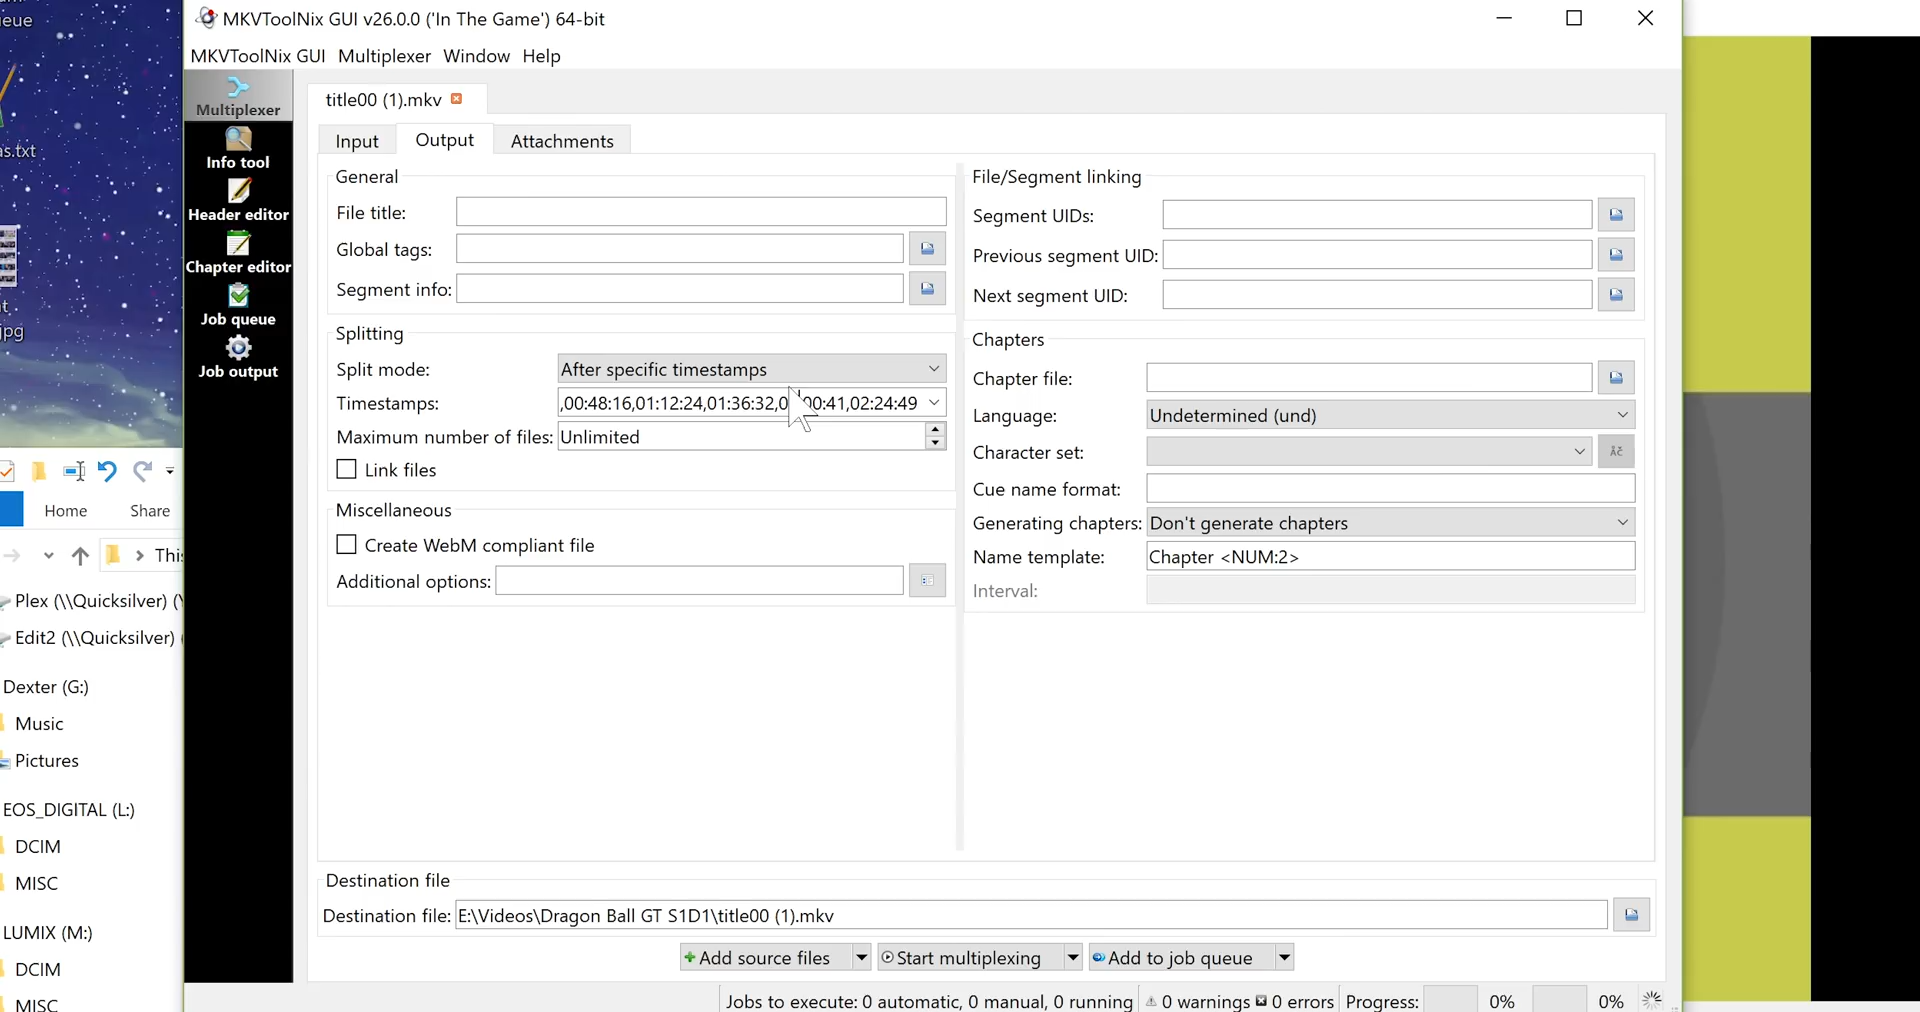 eue
as.txt
t
jpg
Home Share
This
Plex (\\Quicksilver) (
Edit2 (\\Quicksilver) (
Dexter (G:)
Music
Pictures
EOS_DIGITAL (L:)
DCIM
MISC
LUMIX (M:)
DCIM
MISC
MKVToolNix GUI v26.0.0 ('In The Game') 64-bit
MKVToolNix GUI Multiplexer Window Help
Multiplexer
Info tool
Header editor
Chapter editor
Job queue
Job output
title00 (1).mkv
Input Output Attachments
General
File title:
Global tags:
Segment info:
Splitting
Split mode: After specific timestamps
Timestamps: ,00:48:16,01:12:24,01:36:32,0 00:41,02:24:49
Maximum number of files: Unlimited
Link files
Miscellaneous
Create WebM compliant file
Additional options:
File/Segment linking
Segment UIDs:
Previous segment UID:
Next segment UID:
Chapters
Chapter file:
Language: Undetermined (und)
Character set:
Cue name format:
Generating chapters: Don't generate chapters
Name template: Chapter <NUM:2>
Interval:
Destination file
Destination file: E:\Videos\Dragon Ball GT S1D1\title00 (1).mkv
Add source files Start multiplexing Add to job queue
Jobs to execute: 0 automatic, 0 manual, 0 running 0 warnings 0 errors Progress: 0% 0%